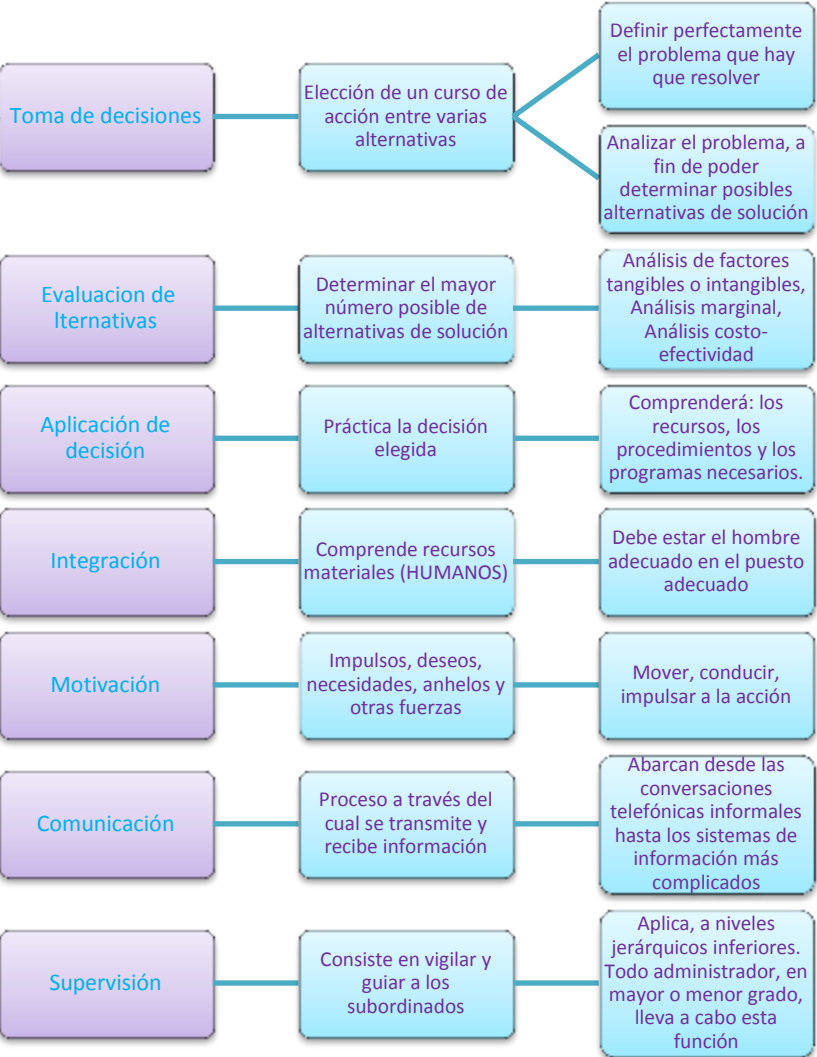 Toma de decisiones
Elección de un curso de
acción entre varias
alternativas
Definir perfectamente
el problema que hay
que resolver
Analizar el problema, a
fin de poder
determinar posibles
alternativas de solución
Evaluacion de
lternativas
Determinar el mayor
número posible de
alternativas de solución
Análisis de factores
tangibles o intangibles,
Análisis marginal,
Análisis costo-
efectividad
Aplicación de
decisión
Práctica la decisión
elegida
Comprenderá: los
recursos, los
procedimientos y los
programas necesarios.
Integración
Comprende recursos
materiales (HUMANOS)
Debe estar el hombre
adecuado en el puesto
adecuado
Motivación
Impulsos, deseos,
necesidades, anhelos y
otras fuerzas
Mover, conducir,
impulsar a la acción
Comunicación
Proceso a través del
cual se transmite y
recibe información
Abarcan desde las
conversaciones
telefónicas informales
hasta los sistemas de
información más
complicados
Supervisión
Consiste en vigilar y
guiar a los
subordinados
Aplica, a niveles
jerárquicos inferiores.
Todo administrador, en
mayor o menor grado,
lleva a cabo esta
función